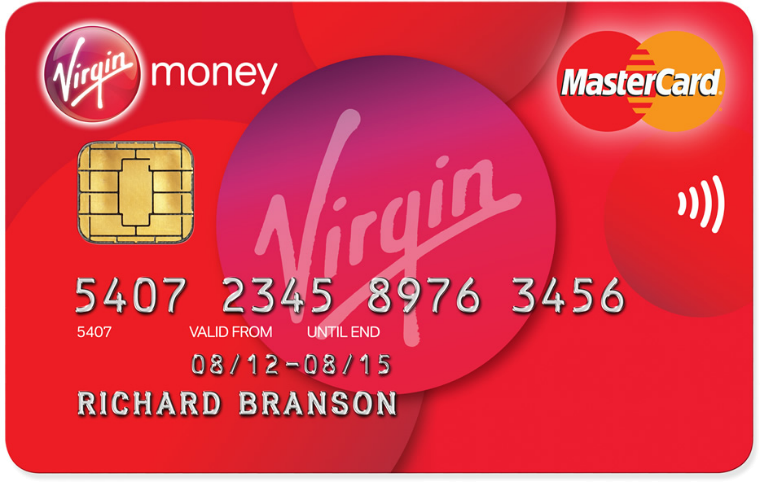 Virgin money
MasterCard
Virgin
5407 2345 8976 3456
5407 VALID FROM UNTIL END
08/12-08/15
RICHARD BRANSON